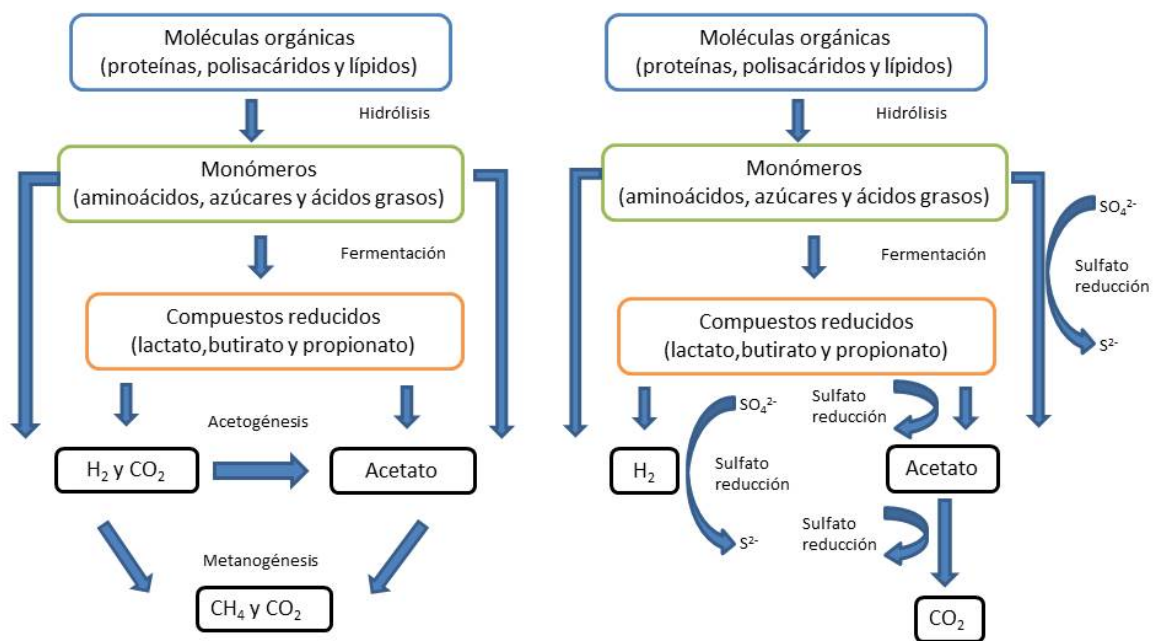 Moléculas orgánicas
(proteínas, polisacáridos y lípidos)
Hidrólisis
Monómeros
(aminoácidos, azúcares y ácidos grasos)
Fermentación
Compuestos reducidos
(lactato,butirato y propionato)
Acetogénesis
H₂ y CO₂
Acetato
Metanogénesis
CH₄ y CO₂
Moléculas orgánicas
(proteínas, polisacáridos y lípidos)
Hidrólisis
Monómeros
(aminoácidos, azúcares y ácidos grasos)
SO₄²⁻
Sulfato
reducción
S²⁻
Fermentación
Compuestos reducidos
(lactato,butirato y propionato)
SO₄²⁻
Sulfato
reducción
S²⁻
Sulfato
reducción
H₂
Acetato
Sulfato
reducción
CO₂